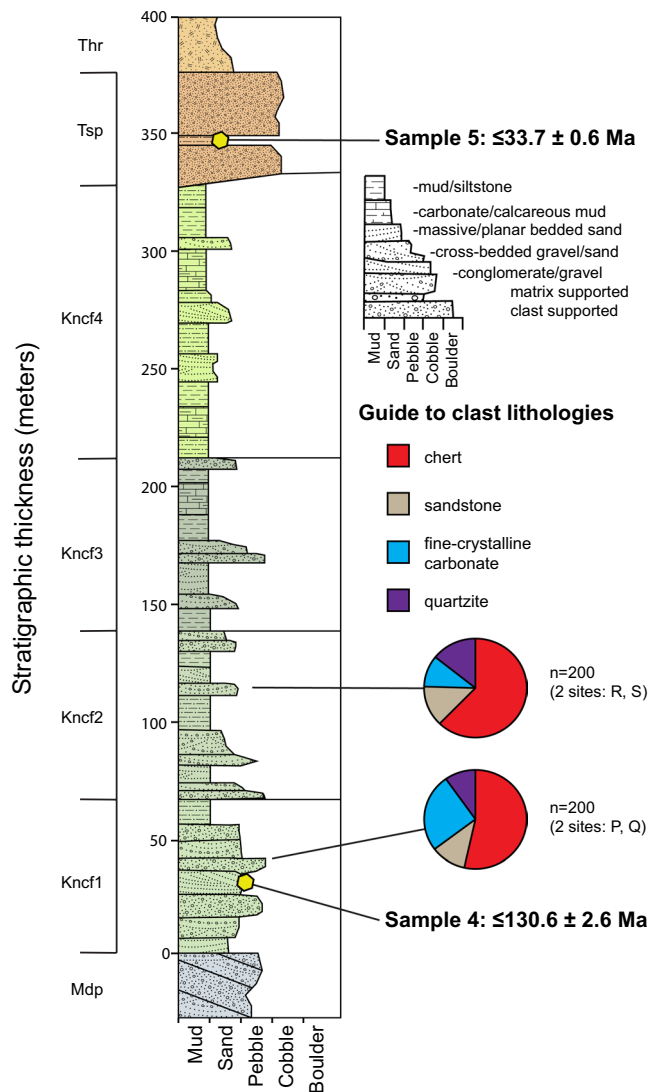 Stratigraphic thickness (meters)
400
350
300
250
200
150
100
50
0
Thr
Tsp
Kncf4
Kncf3
Kncf2
Kncf1
Mdp
Mud
Sand
Pebble
Cobble
Boulder
Sample 5: ≤33.7 ± 0.6 Ma
-mud/siltstone
-carbonate/calcareous mud
-massive/planar bedded sand
-cross-bedded gravel/sand
-conglomerate/gravel
matrix supported
clast supported
Mud
Sand
Pebble
Cobble
Boulder
Guide to clast lithologies
chert
sandstone
fine-crystalline
carbonate
quartzite
n=200
(2 sites: R, S)
n=200
(2 sites: P, Q)
Sample 4: ≤130.6 ± 2.6 Ma